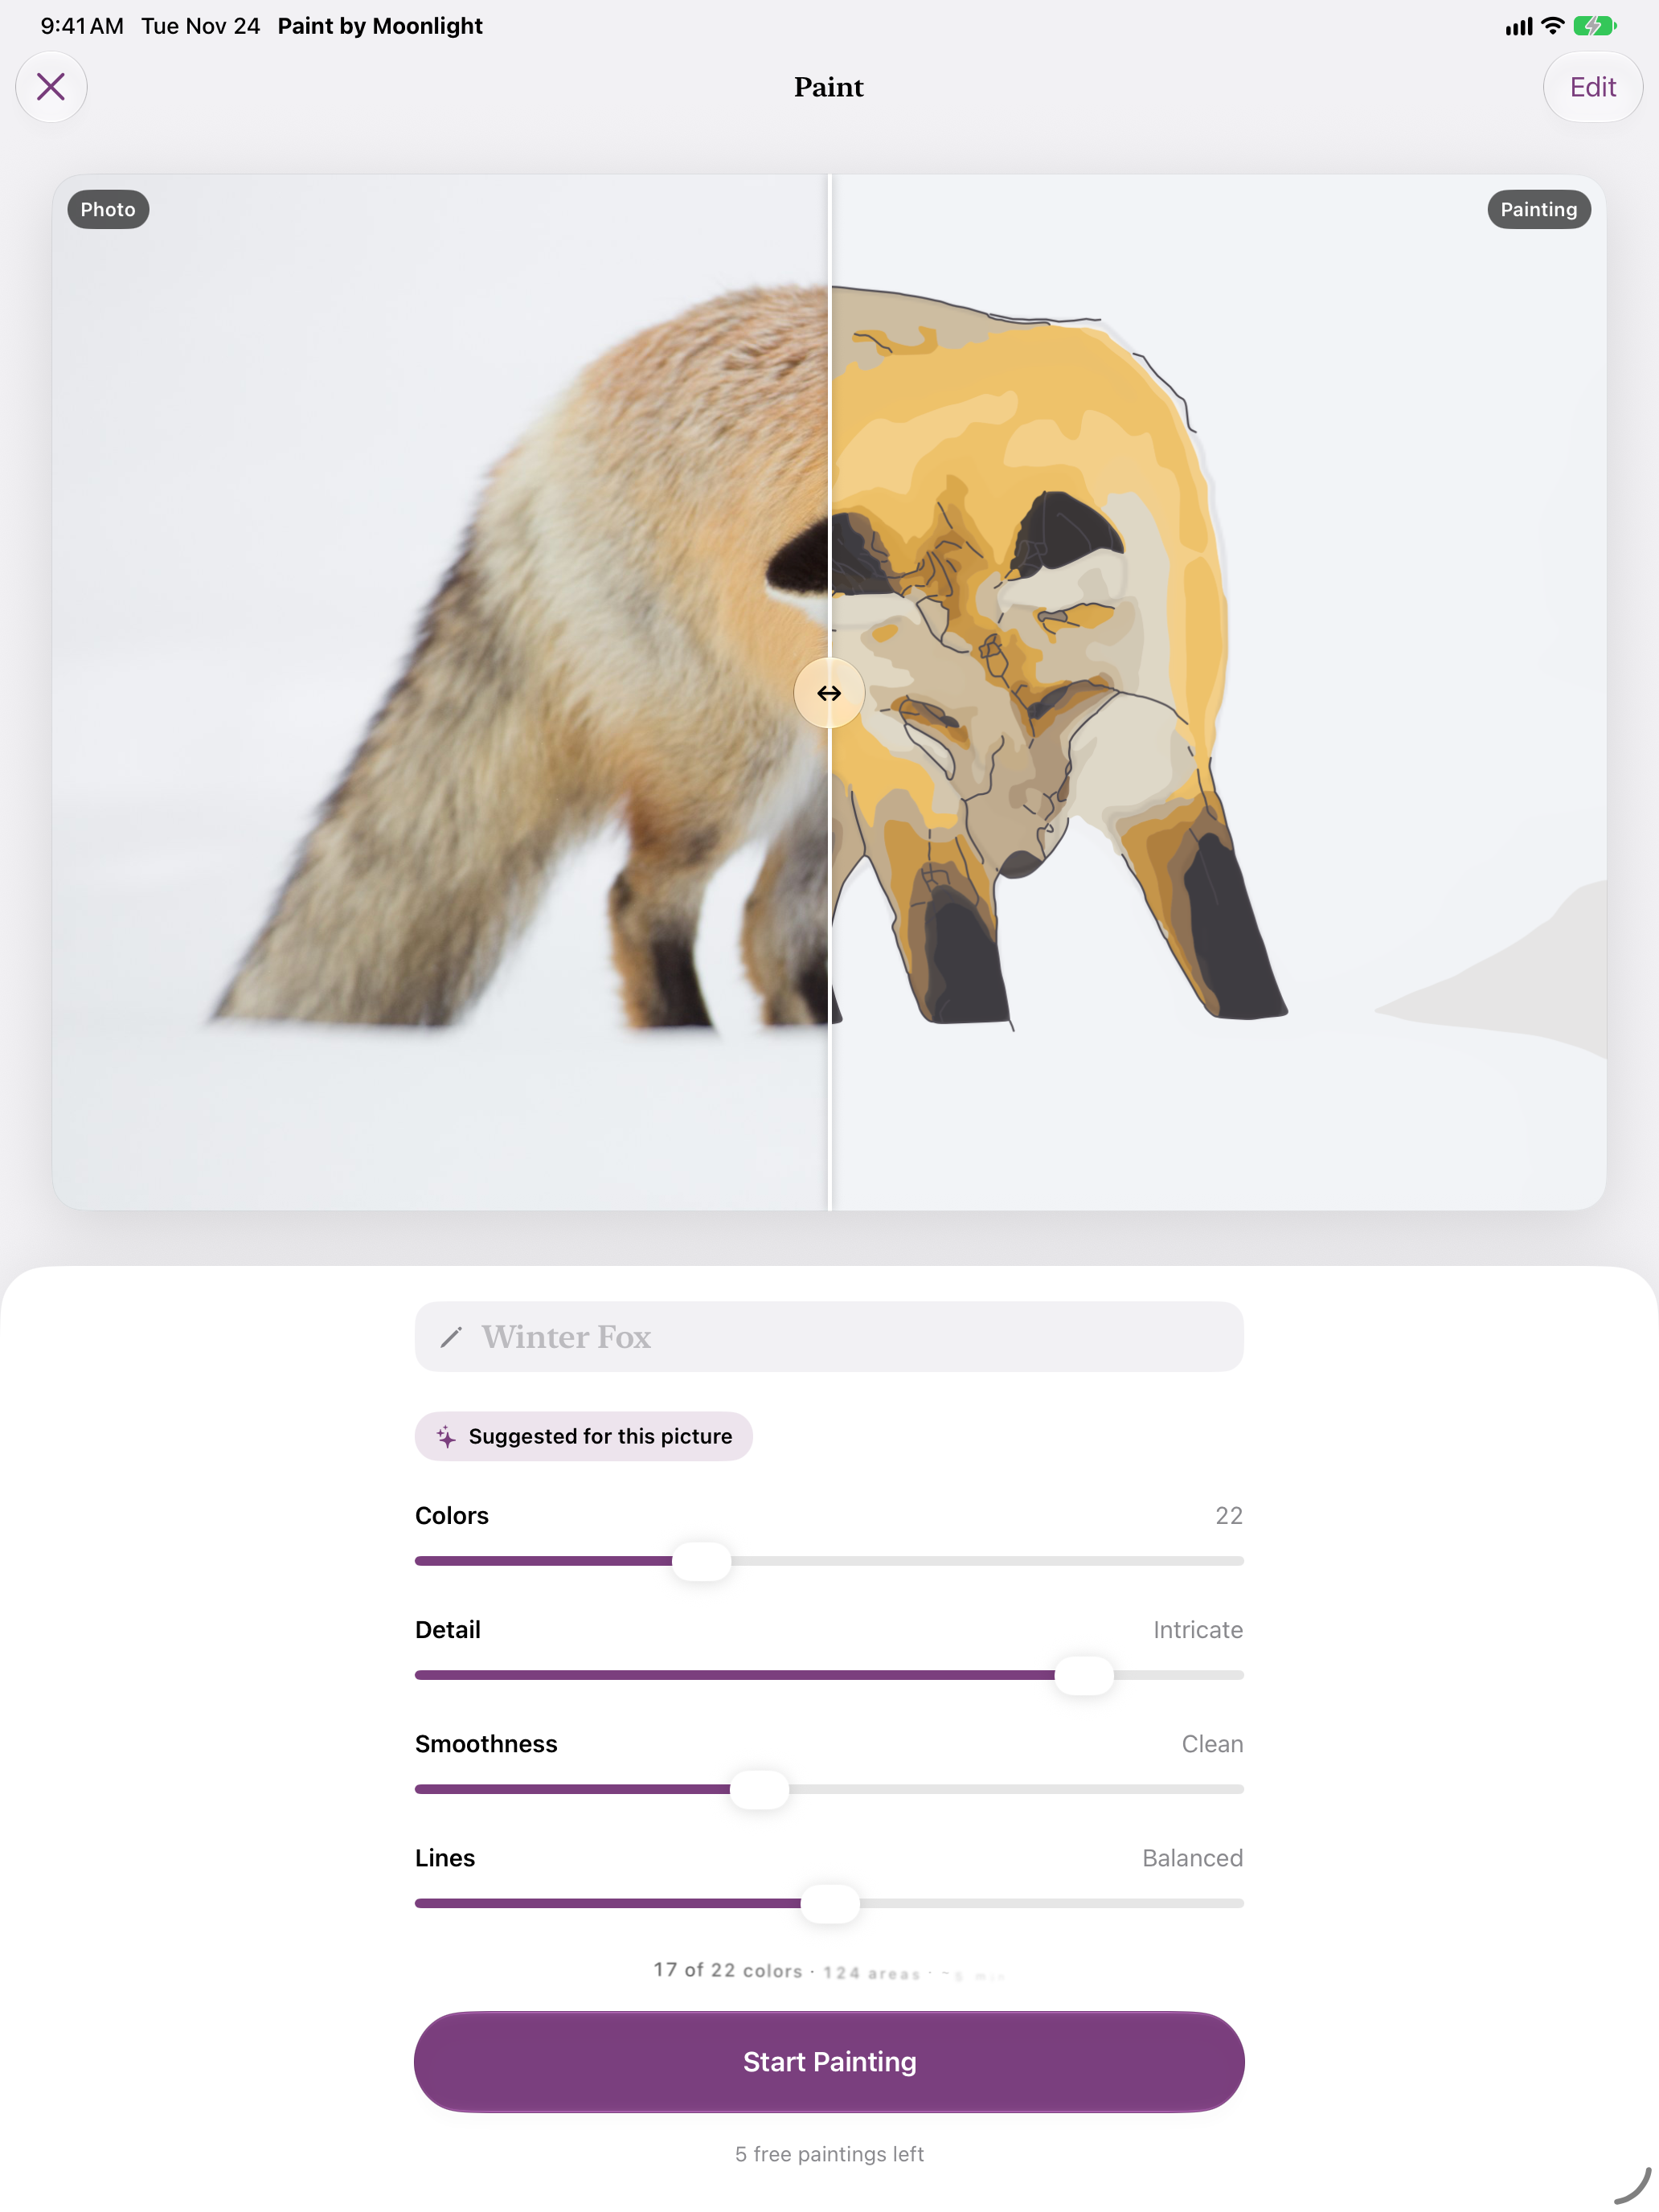 9:41 AM Tue Nov 24 Paint by Moonlight
Paint
Edit
Photo
Painting
Winter Fox
Suggested for this picture
Colors 22
Detail Intricate
Smoothness Clean
Lines Balanced
17 of 22 colors · 124 areas · ~5 min
Start Painting
5 free paintings left